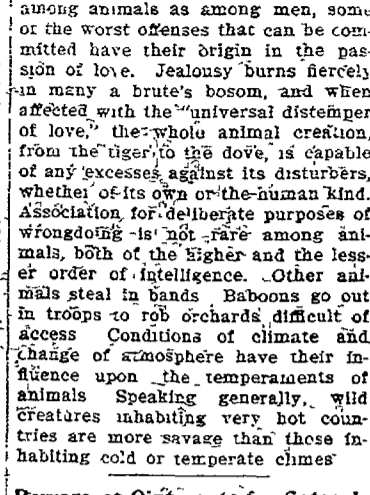 among animals as among men, some
of the worst offenses that can be com-
mitted have their origin in the pas-
sion of love. Jealousy burns fiercely
in many a brute's bosom, and when
affected with the "universal distemper
of love," the whole animal creation,
from the tiger to the dove, is capable
of any excesses against its disturbers,
whether of its own or the human kind.
Association for deliberate purposes of
wrongdoing is not rare among ani-
mals, both of the higher and the less-
er order of intelligence. Other ani-
mals steal in bands Baboons go out
in troops to rob orchards difficult of
access Conditions of climate and
change of atmosphere have their in-
fluence upon the temperaments of
animals Speaking generally, wild
creatures inhabiting very hot coun-
tries are more savage than those in-
habiting cold or temperate climes